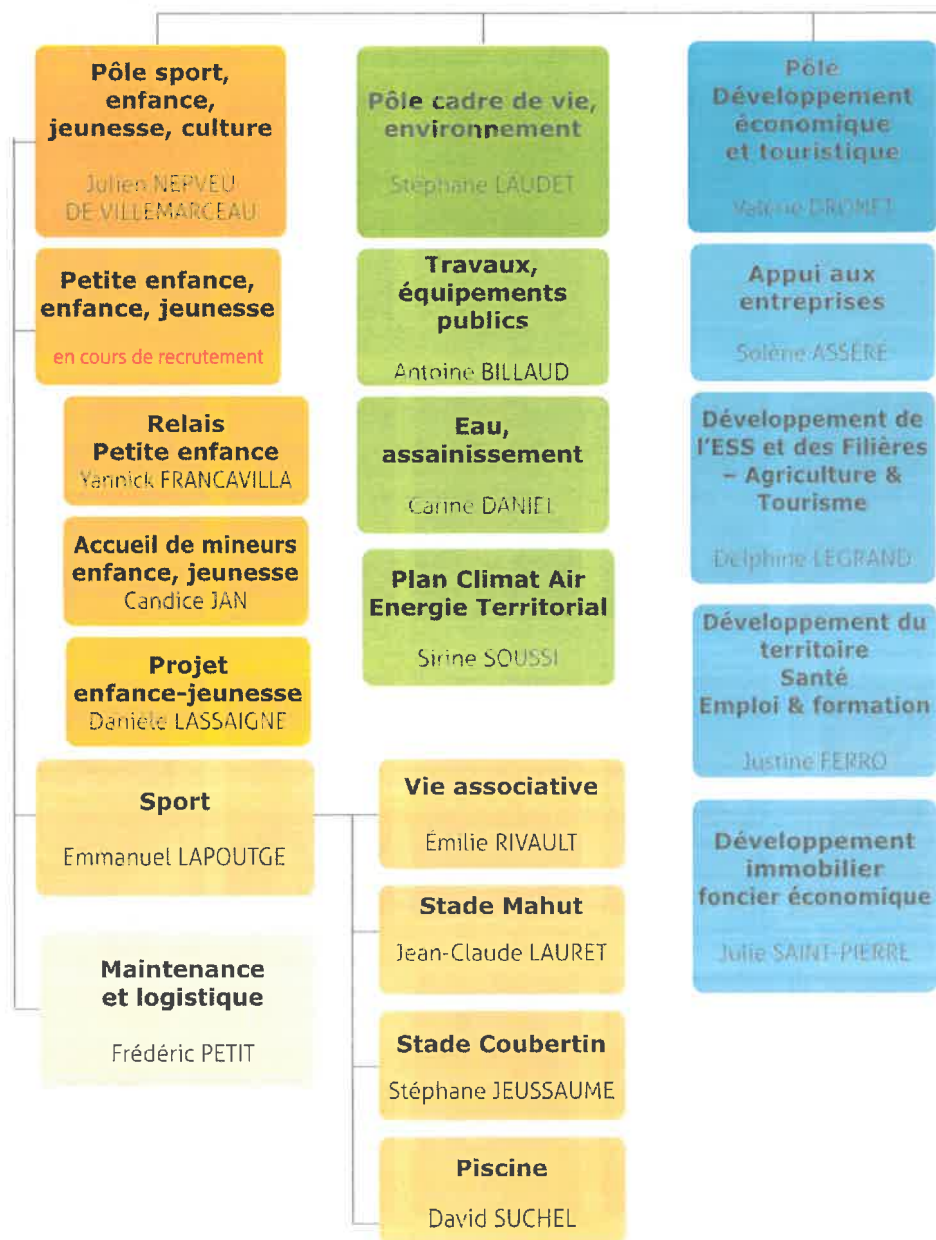 Pôle sport,
enfance,
jeunesse, culture
Julien NEPVEU
DE VILLEMARCEAU
Petite enfance,
enfance, jeunesse
en cours de recrutement
Relais
Petite enfance
Yannick FRANCAVILLA
Accueil de mineurs
enfance, jeunesse
Candice JAN
Projet
enfance-jeunesse
Danièle LASSAIGNE
Sport
Emmanuel LAPOUTGE
Maintenance
et logistique
Frédéric PETIT
Pôle cadre de vie,
environnement
Stéphane LAUDET
Travaux,
équipements
publics
Antoine BILLAUD
Eau,
assainissement
Carine DANIEL
Plan Climat Air
Energie Territorial
Sirine SOUSSI
Vie associative
Émilie RIVAULT
Stade Mahut
Jean-Claude LAURET
Stade Coubertin
Stéphane JEUSSAUME
Piscine
David SUCHEL
Pôle
Développement
économique
et touristique
Valérie DRONET
Appui aux
entreprises
Solène ASSERE
Développement de
l'ESS et des Filières
– Agriculture &
Tourisme
Delphine LEGRAND
Développement du
territoire
Santé
Emploi & formation
Justine FERRO
Développement
immobilier
foncier économique
Julie SAINT-PIERRE